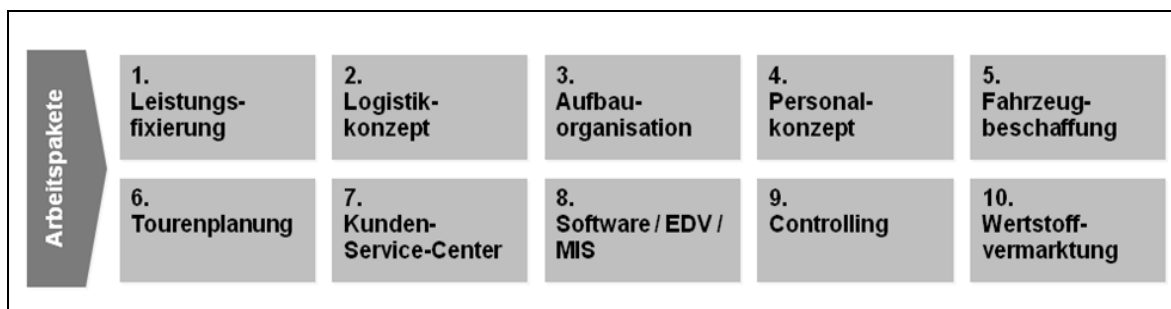 Arbeitspakete
1.
Leistungs-
fixierung
2.
Logistik-
konzept
3.
Aufbau-
organisation
4.
Personal-
konzept
5.
Fahrzeug-
beschaffung
6.
Tourenplanung
7.
Kunden-
Service-Center
8.
Software / EDV /
MIS
9.
Controlling
10.
Wertstoff-
vermarktung